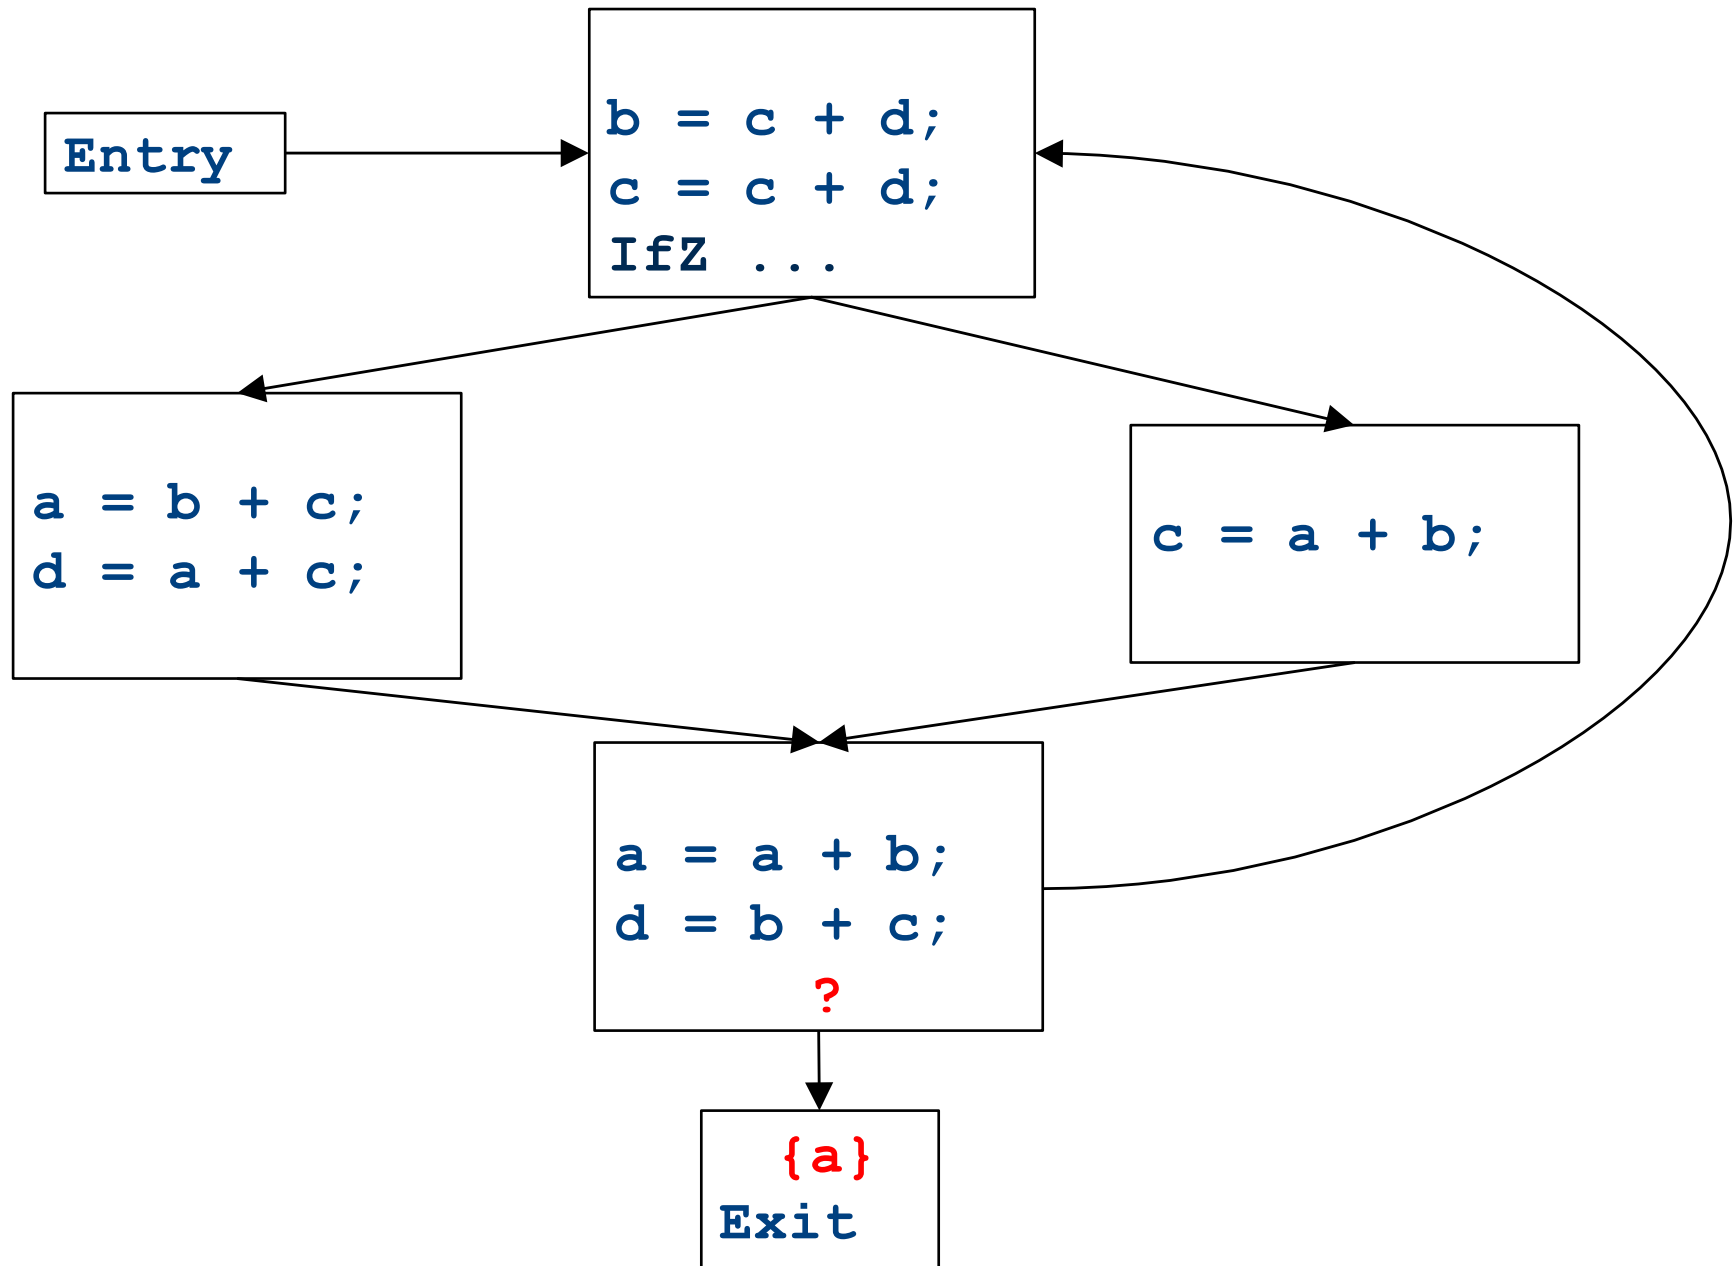 Entry
b = c + d;
c = c + d;
IfZ ...
a = b + c;
d = a + c;
c = a + b;
a = a + b;
d = b + c;
?
{a}
Exit